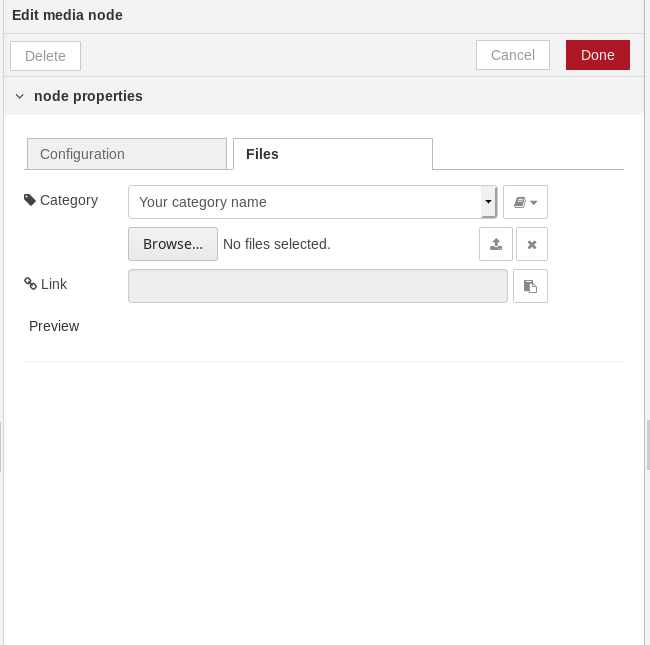 Edit media node
Delete
Cancel
Done
node properties
Configuration
Files
Category
Your category name
Browse...
No files selected.
Link
Preview